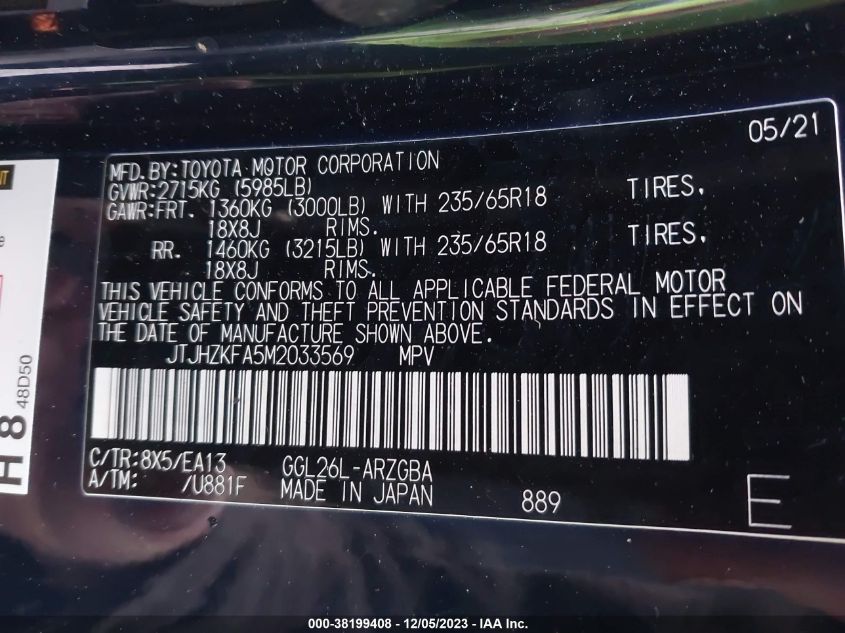 05/21
MFD.BY:TOYOTA MOTOR CORPORATION
GVWR:2715KG (5985LB)
GAWR:FRT. 1360KG (3000LB) WITH 235/65R18 TIRES,
18X8J RIMS.
RR. 1460KG (3215LB) WITH 235/65R18 TIRES,
18X8J RIMS.
THIS VEHICLE CONFORMS TO ALL APPLICABLE FEDERAL MOTOR
VEHICLE SAFETY AND THEFT PREVENTION STANDARDS IN EFFECT ON
THE DATE OF MANUFACTURE SHOWN ABOVE.
JTJHZKFA5M2033569 MPV
C/TR:8X5/EA13 GGL26L-ARZGBA
A/TM: /U881F MADE IN JAPAN 889 E
H 8
48D50
000-38199408 - 12/05/2023 - IAA Inc.